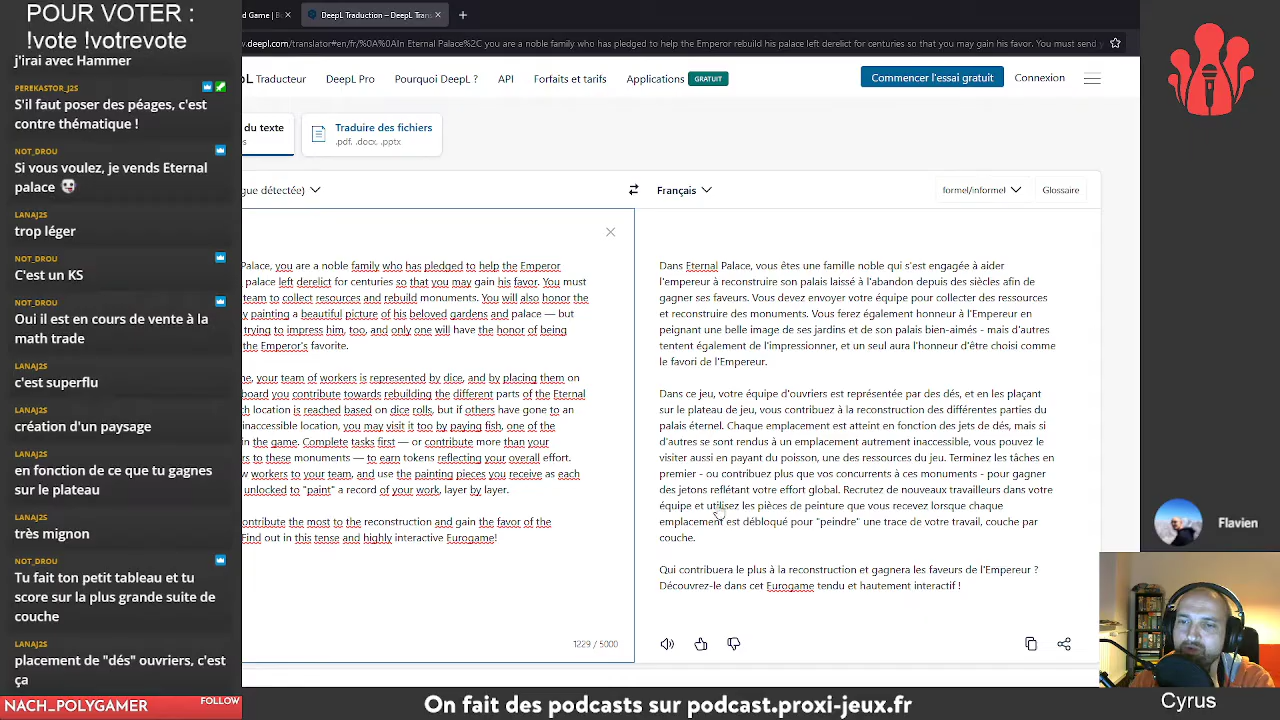 POUR VOTER :
!vote !votrevote
j'irai avec Hammer
PEREKASTOR_J2S
S'il faut poser des péages, c'est
contre thématique !
NOT_DROU
Si vous voulez, je vends Eternal
palace
LANAJ2S
trop léger
NOT_DROU
C'est un KS
NOT_DROU
Oui il est en cours de vente à la
math trade
LANAJ2S
c'est superflu
LANAJ2S
création d'un paysage
LANAJ2S
en fonction de ce que tu gagnes
sur le plateau
LANAJ2S
très mignon
NOT_DROU
Tu fait ton petit tableau et tu
score sur la plus grande suite de
couche
LANAJ2S
placement de "dés" ouvriers, c'est
ça
NACH_POLYGAMER
FOLLOW
d Game | Bo
DeepL Traduction – DeepL Trans
.deepl.com/translator#en/fr/%0A%0AIn Eternal Palace%2C you are a noble family who has pledged to help the Emperor rebuild his palace left derelict for centuries so that you may gain his favor. You must send y
L Traducteur
DeepL Pro
Pourquoi DeepL ?
API
Forfaits et tarifs
Applications
GRATUIT
Commencer l'essai gratuit
Connexion
du texte
s
Traduire des fichiers
.pdf, .docx, .pptx
gue détectée)
Français
formel/informel
Glossaire
Palace, you are a noble family who has pledged to help the Emperor
palace left derelict for centuries so that you may gain his favor. You must
team to collect resources and rebuild monuments. You will also honor the
y painting a beautiful picture of his beloved gardens and palace — but
trying to impress him, too, and only one will have the honor of being
the Emperor's favorite.
ne, your team of workers is represented by dice, and by placing them on
board you contribute towards rebuilding the different parts of the Eternal
h location is reached based on dice rolls, but if others have gone to an
inaccessible location, you may visit it too by paying fish, one of the
in the game. Complete tasks first — or contribute more than your
rs to these monuments — to earn tokens reflecting your overall effort.
w workers to your team, and use the painting pieces you receive as each
unlocked to "paint" a record of your work, layer by layer.
ontribute the most to the reconstruction and gain the favor of the
Find out in this tense and highly interactive Eurogame!
1229 / 5000
Dans Eternal Palace, vous êtes une famille noble qui s'est engagée à aider
l'empereur à reconstruire son palais laissé à l'abandon depuis des siècles afin de
gagner ses faveurs. Vous devez envoyer votre équipe pour collecter des ressources
et reconstruire des monuments. Vous ferez également honneur à l'Empereur en
peignant une belle image de ses jardins et de son palais bien-aimés - mais d'autres
tentent également de l'impressionner, et un seul aura l'honneur d'être choisi comme
le favori de l'Empereur.
Dans ce jeu, votre équipe d'ouvriers est représentée par des dés, et en les plaçant
sur le plateau de jeu, vous contribuez à la reconstruction des différentes parties du
palais éternel. Chaque emplacement est atteint en fonction des jets de dés, mais si
d'autres se sont rendus à un emplacement autrement inaccessible, vous pouvez le
visiter aussi en payant du poisson, une des ressources du jeu. Terminez les tâches en
premier - ou contribuez plus que vos concurrents à ces monuments - pour gagner
des jetons reflétant votre effort global. Recrutez de nouveaux travailleurs dans votre
équipe et utilisez les pièces de peinture que vous recevez lorsque chaque
emplacement est débloqué pour "peindre" une trace de votre travail, couche par
couche.
Qui contribuera le plus à la reconstruction et gagnera les faveurs de l'Empereur ?
Découvrez-le dans cet Eurogame tendu et hautement interactif !
Flavien
On fait des podcasts sur podcast.proxi-jeux.fr
Cyrus